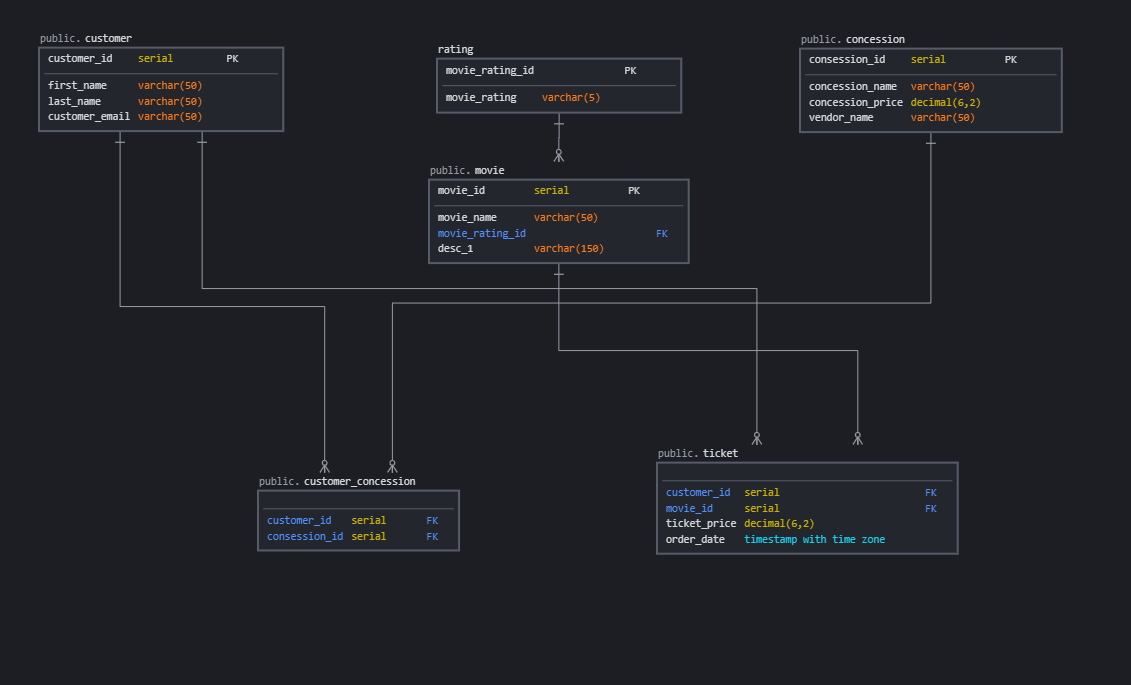 public. customer
customer_id serial PK
first_name varchar(50)
last_name varchar(50)
customer_email varchar(50)
rating
movie_rating_id PK
movie_rating varchar(5)
public. concession
consession_id serial PK
concession_name varchar(50)
concession_price decimal(6,2)
vendor_name varchar(50)
public. movie
movie_id serial PK
movie_name varchar(50)
movie_rating_id FK
desc_1 varchar(150)
public. customer_concession
customer_id serial FK
consession_id serial FK
public. ticket
customer_id serial FK
movie_id serial FK
ticket_price decimal(6,2)
order_date timestamp with time zone